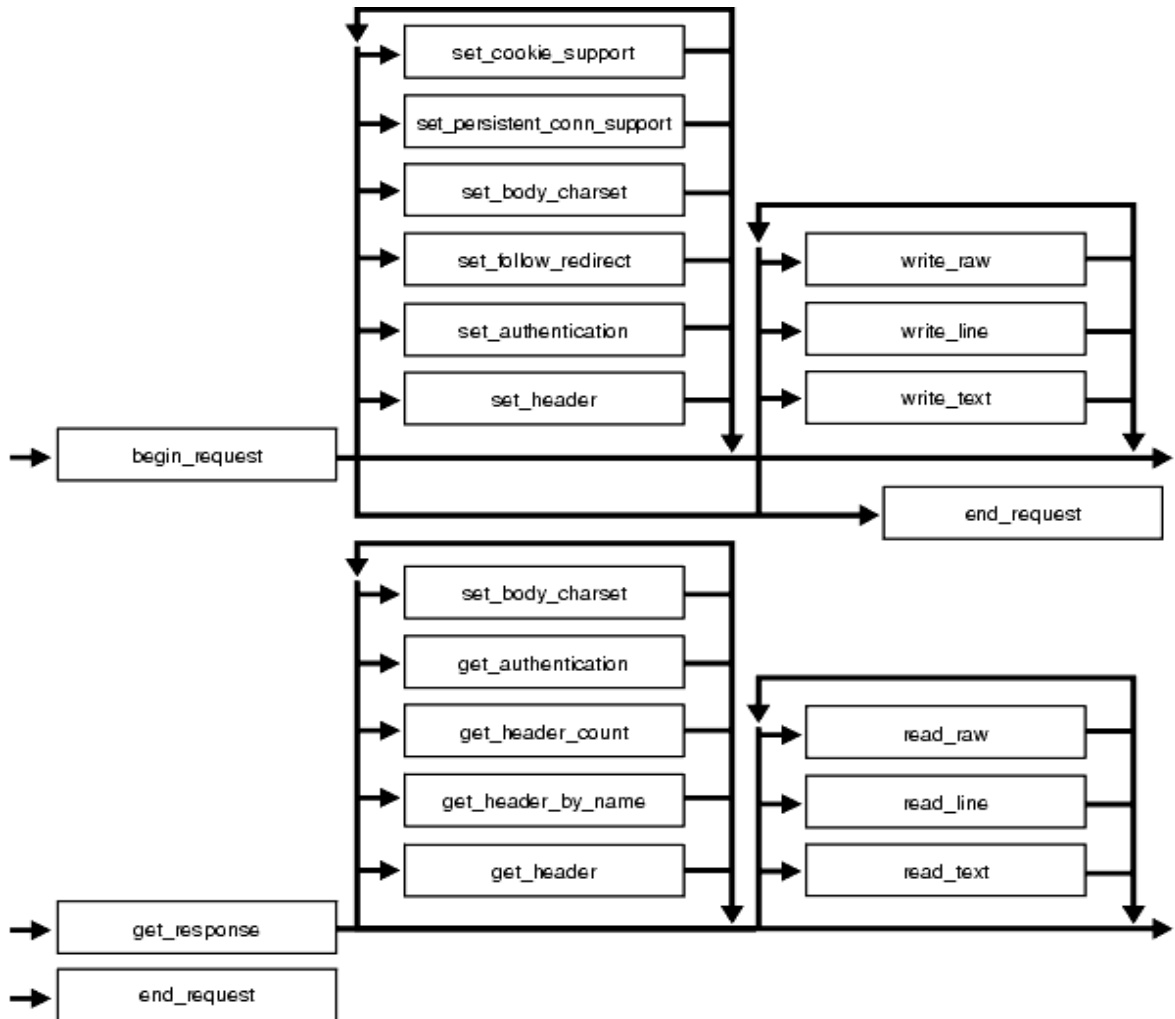 set_cookie_support
set_persistent_conn_support
set_body_charset
set_follow_redirect
set_authentication
set_header
write_raw
write_line
write_text
begin_request
end_request
set_body_charset
get_authentication
get_header_count
get_header_by_name
get_header
read_raw
read_line
read_text
get_response
end_request